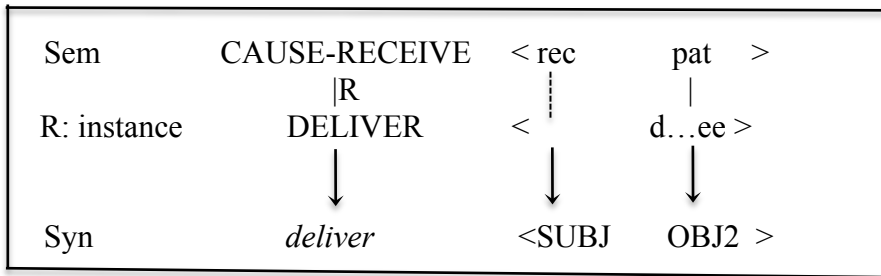 Sem CAUSE-RECEIVE < rec pat >
|R |
R: instance DELIVER < d…ee >
Syn deliver <SUBJ OBJ2 >